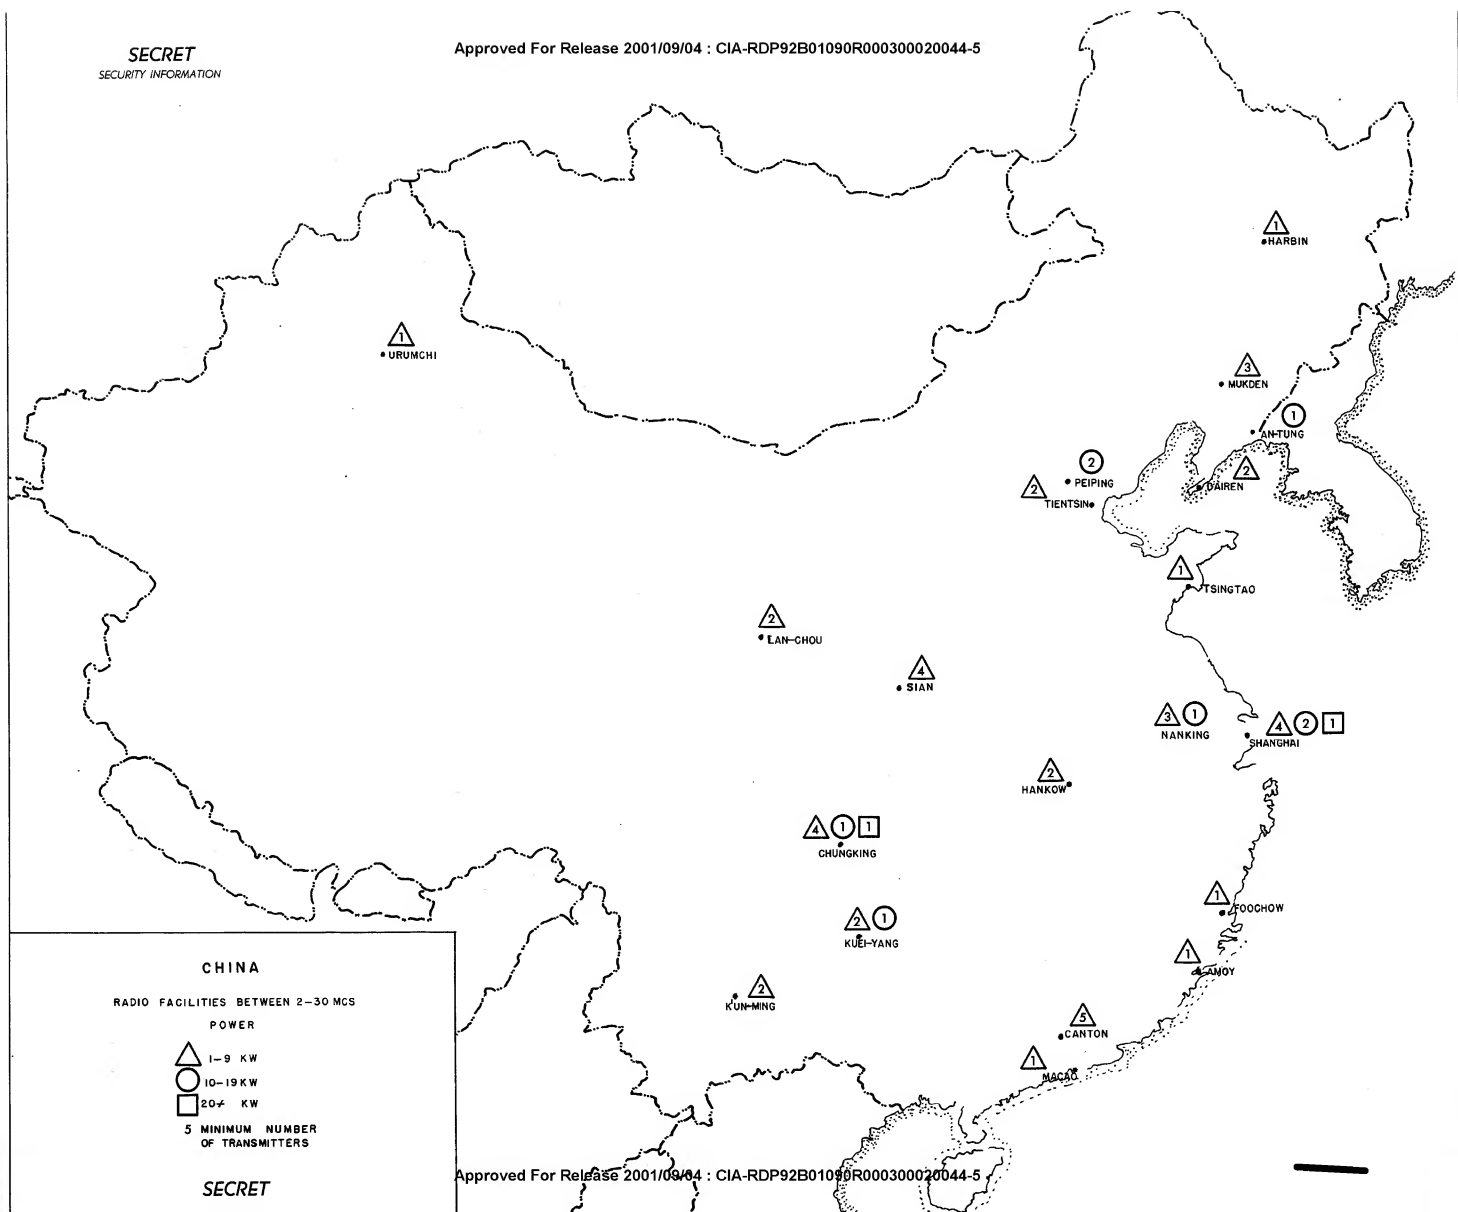 SECRET
SECURITY INFORMATION
Approved For Release 2001/09/04 : CIA-RDP92B01090R000300020044-5
1
HARBIN
1
URUMCHI
3
MUKDEN
1
AN-TUNG
2
PEIPING
2
DAIREN
2
TIENTSIN
1
TSINGTAO
2
LAN-CHOU
4
SIAN
3 1
NANKING
4 2 1
SHANGHAI
2
HANKOW
4 1 1
CHUNGKING
1
FOOCHOW
2 1
KUEI-YANG
1
AMOY
2
K'UN-MING
5
CANTON
1
MACAO
CHINA
RADIO FACILITIES BETWEEN 2-30 MCS
POWER
1-9 KW
10-19 KW
20+ KW
5 MINIMUM NUMBER
OF TRANSMITTERS
SECRET
Approved For Release 2001/09/04 : CIA-RDP92B01090R000300020044-5